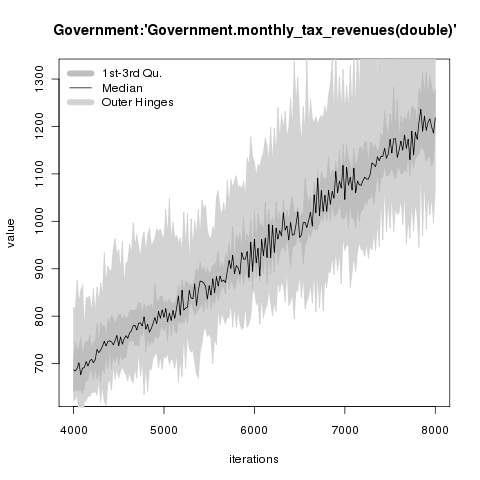 Government:'Government.monthly_tax_revenues(double)'
1st-3rd Qu.
Median
Outer Hinges
1300
1200
1100
1000
900
800
700
value
4000 5000 6000 7000 8000
iterations